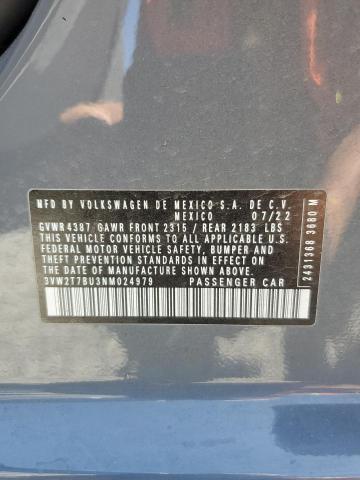 MFD BY VOLKSWAGEN DE MEXICO S.A. DE C.V.
MEXICO 07/22
GVWR 4387 GAWR FRONT 2315 / REAR 2183 LBS
THIS VEHICLE CONFORMS TO ALL APPLICABLE U.S.
FEDERAL MOTOR VEHICLE SAFETY, BUMPER AND
THEFT PREVENTION STANDARDS IN EFFECT ON
THE DATE OF MANUFACTURE SHOWN ABOVE
3VW2T7BU3NM024979 PASSENGER CAR
2491368 3680 M